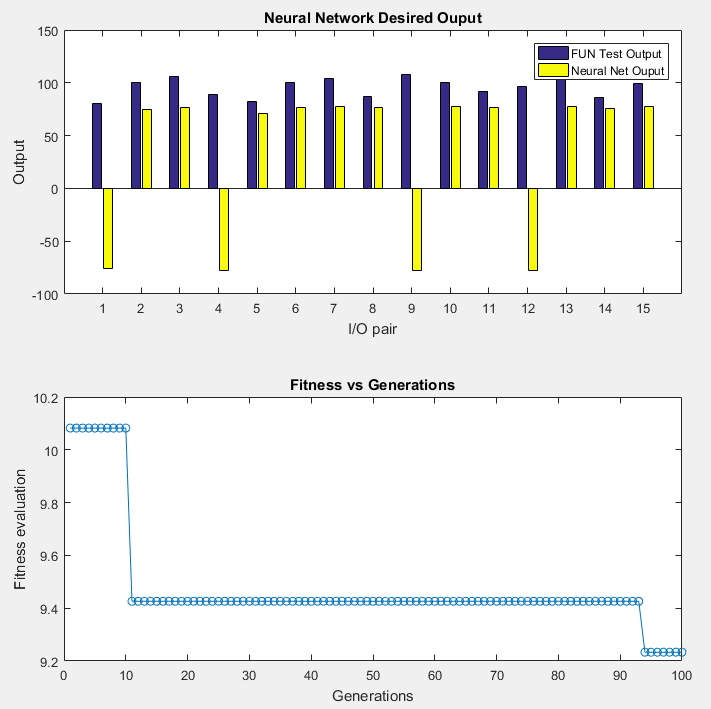 Neural Network Desired Ouput
150
100
50
0
-50
-100
Output
FUN Test Output
Neural Net Ouput
1 2 3 4 5 6 7 8 9 10 11 12 13 14 15
I/O pair
Fitness vs Generations
10.2
10
9.8
9.6
9.4
9.2
Fitness evaluation
0 10 20 30 40 50 60 70 80 90 100
Generations